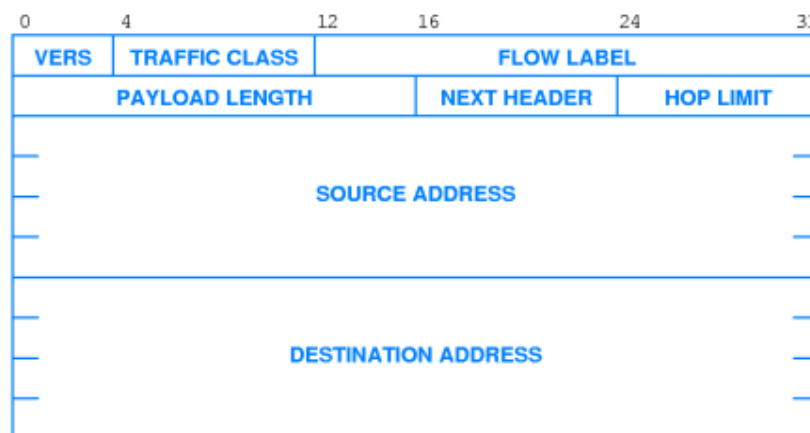 0 4 12 16 24
VERS TRAFFIC CLASS FLOW LABEL
PAYLOAD LENGTH NEXT HEADER HOP LIMIT
SOURCE ADDRESS
DESTINATION ADDRESS